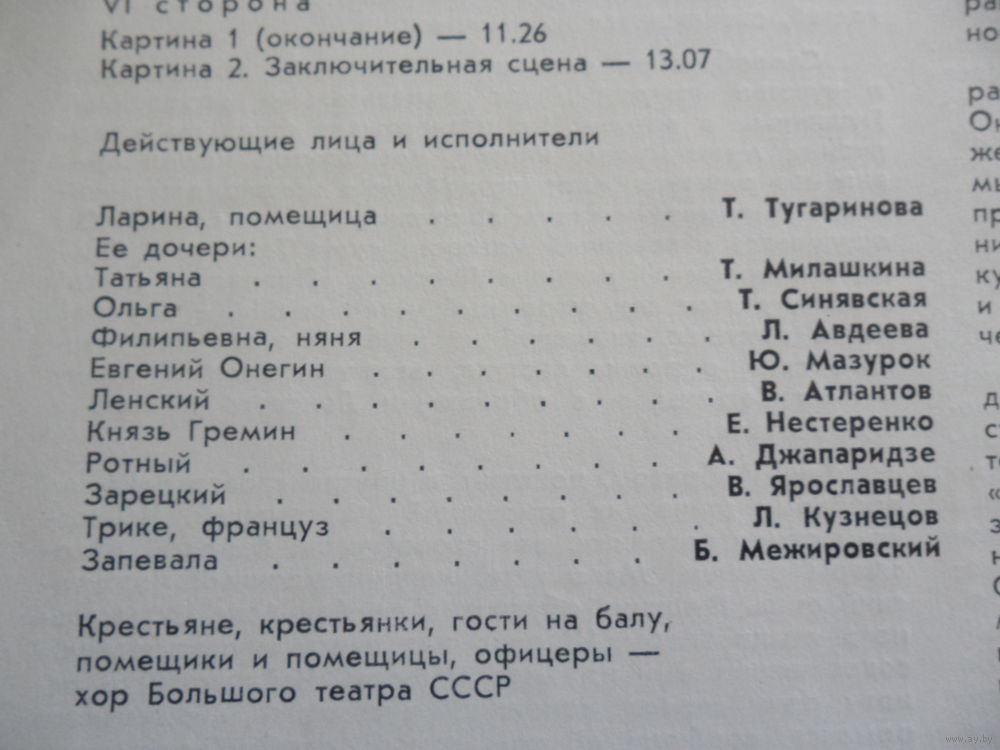 VI сторона
Картина 1 (окончание) — 11.26
Картина 2. Заключительная сцена — 13.07
Действующие лица и исполнители
Ларина, помещица . . . . Т. Тугаринова
Ее дочери:
Татьяна . . . . . . . . Т. Милашкина
Ольга . . . . . . . . Т. Синявская
Филипьевна, няня . . . . . Л. Авдеева
Евгений Онегин . . . . . . Ю. Мазурок
Ленский . . . . . . . . В. Атлантов
Князь Гремин . . . . . . . Е. Нестеренко
Ротный . . . . . . . . А. Джапаридзе
Зарецкий . . . . . . . . В. Ярославцев
Трике, француз . . . . . . Л. Кузнецов
Запевала . . . . . . . Б. Межировский
Крестьяне, крестьянки, гости на балу,
помещики и помещицы, офицеры —
хор Большого театра СССР
www.ay.by